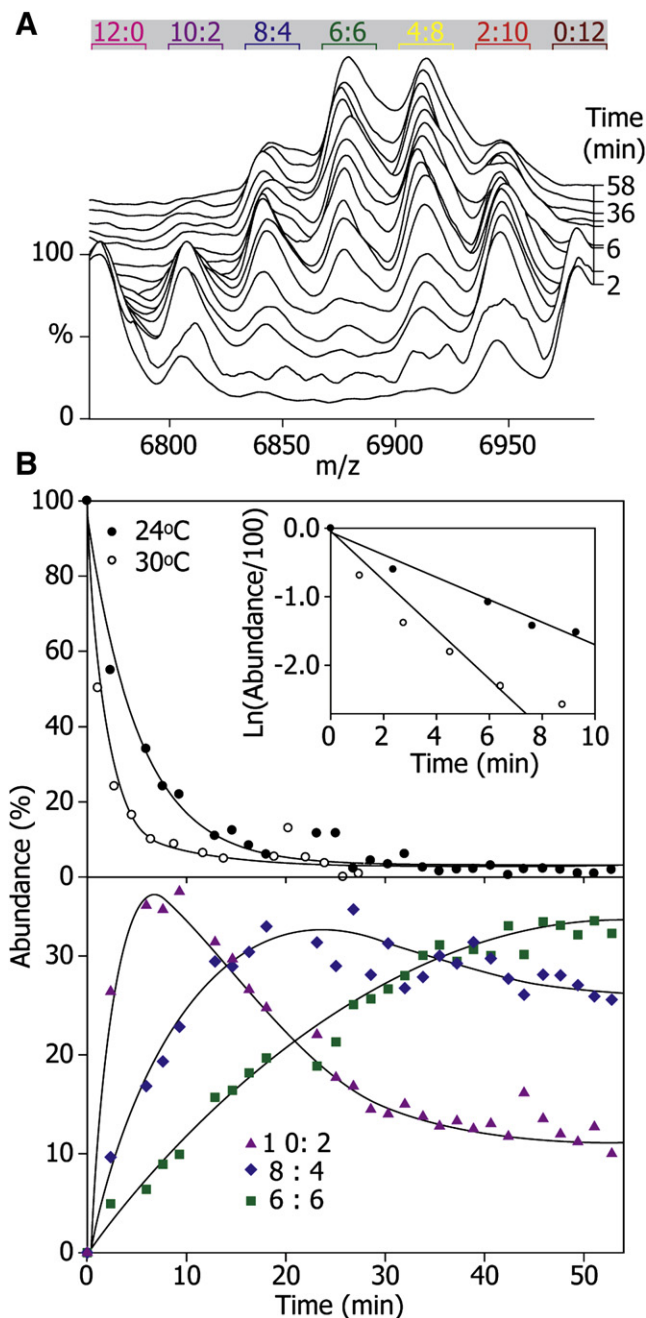 A
12:0 10:2 8:4 6:6 4:8 2:10 0:12
Time
(min)
58
36
6
2
100
%
0
6800 6850 6900 6950
m/z
B
100
80
60
40
20
0
24°C
30°C
0.0
-1.0
-2.0
Ln(Abundance/100)
0 2 4 6 8 10
Time (min)
Abundance (%)
30
20
10
0
1 0: 2
8 : 4
6 : 6
0 10 20 30 40 50
Time (min)